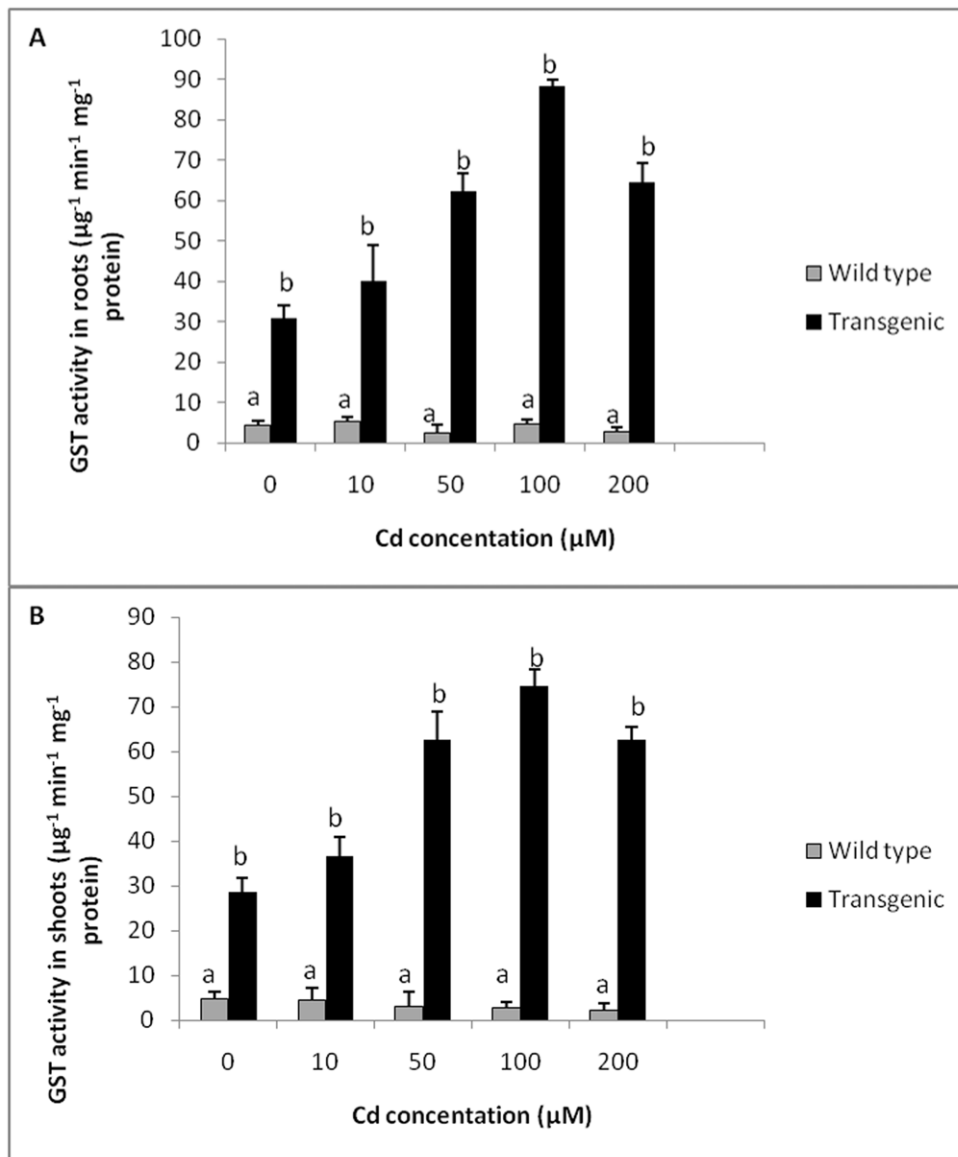 A
GST activity in roots (µg⁻¹ min⁻¹ mg⁻¹
protein)
100
90
80
70
60
50
40
30
20
10
0
a b a b a b a b a b
0 10 50 100 200
Cd concentration (µM)
Wild type
Transgenic
B
GST activity in shoots (µg⁻¹ min⁻¹ mg⁻¹
protein)
90
80
70
60
50
40
30
20
10
0
a b a b a b a b a b
0 10 50 100 200
Cd concentration (µM)
Wild type
Transgenic